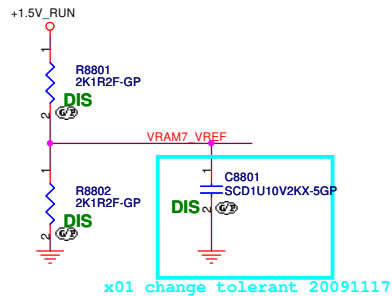 +1.5V_RUN
1
R8801
2K1R2F-GP
DIS
G/P
2
VRAM7_VREF
1
R8802
2K1R2F-GP
DIS
G/P
2
1
C8801
SCD1U10V2KX-5GP
DIS
G/P
2
x01 change tolerant 20091117